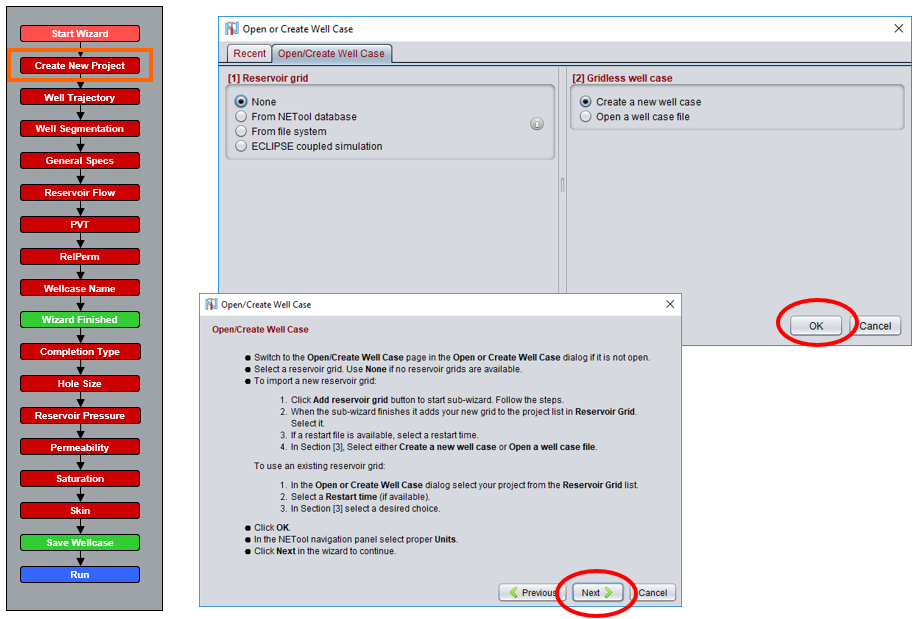 Start Wizard
Create New Project
Well Trajectory
Well Segmentation
General Specs
Reservoir Flow
PVT
RelPerm
Wellcase Name
Wizard Finished
Completion Type
Hole Size
Reservoir Pressure
Permeability
Saturation
Skin
Save Wellcase
Run
Open or Create Well Case
Recent Open/Create Well Case
[1] Reservoir grid
None
From NETool database
From file system
ECLIPSE coupled simulation
[2] Gridless well case
Create a new well case
Open a well case file
OK Cancel
Open/Create Well Case
Open/Create Well Case
● Switch to the Open/Create Well Case page in the Open or Create Well Case dialog if it is not open.
● Select a reservoir grid. Use None if no reservoir grids are available.
● To import a new reservoir grid:
1. Click Add reservoir grid button to start sub-wizard. Follow the steps.
2. When the sub-wizard finishes it adds your new grid to the project list in Reservoir Grid.
Select it.
3. If a restart file is available, select a restart time.
4. In Section [3], Select either Create a new well case or Open a well case file.
To use an existing reservoir grid:
1. In the Open or Create Well Case dialog select your project from the Reservoir Grid list.
2. Select a Restart time (if available).
3. In Section [3] select a desired choice.
● Click OK.
● In the NETool navigation panel select proper Units.
● Click Next in the wizard to continue.
Previous Next Cancel